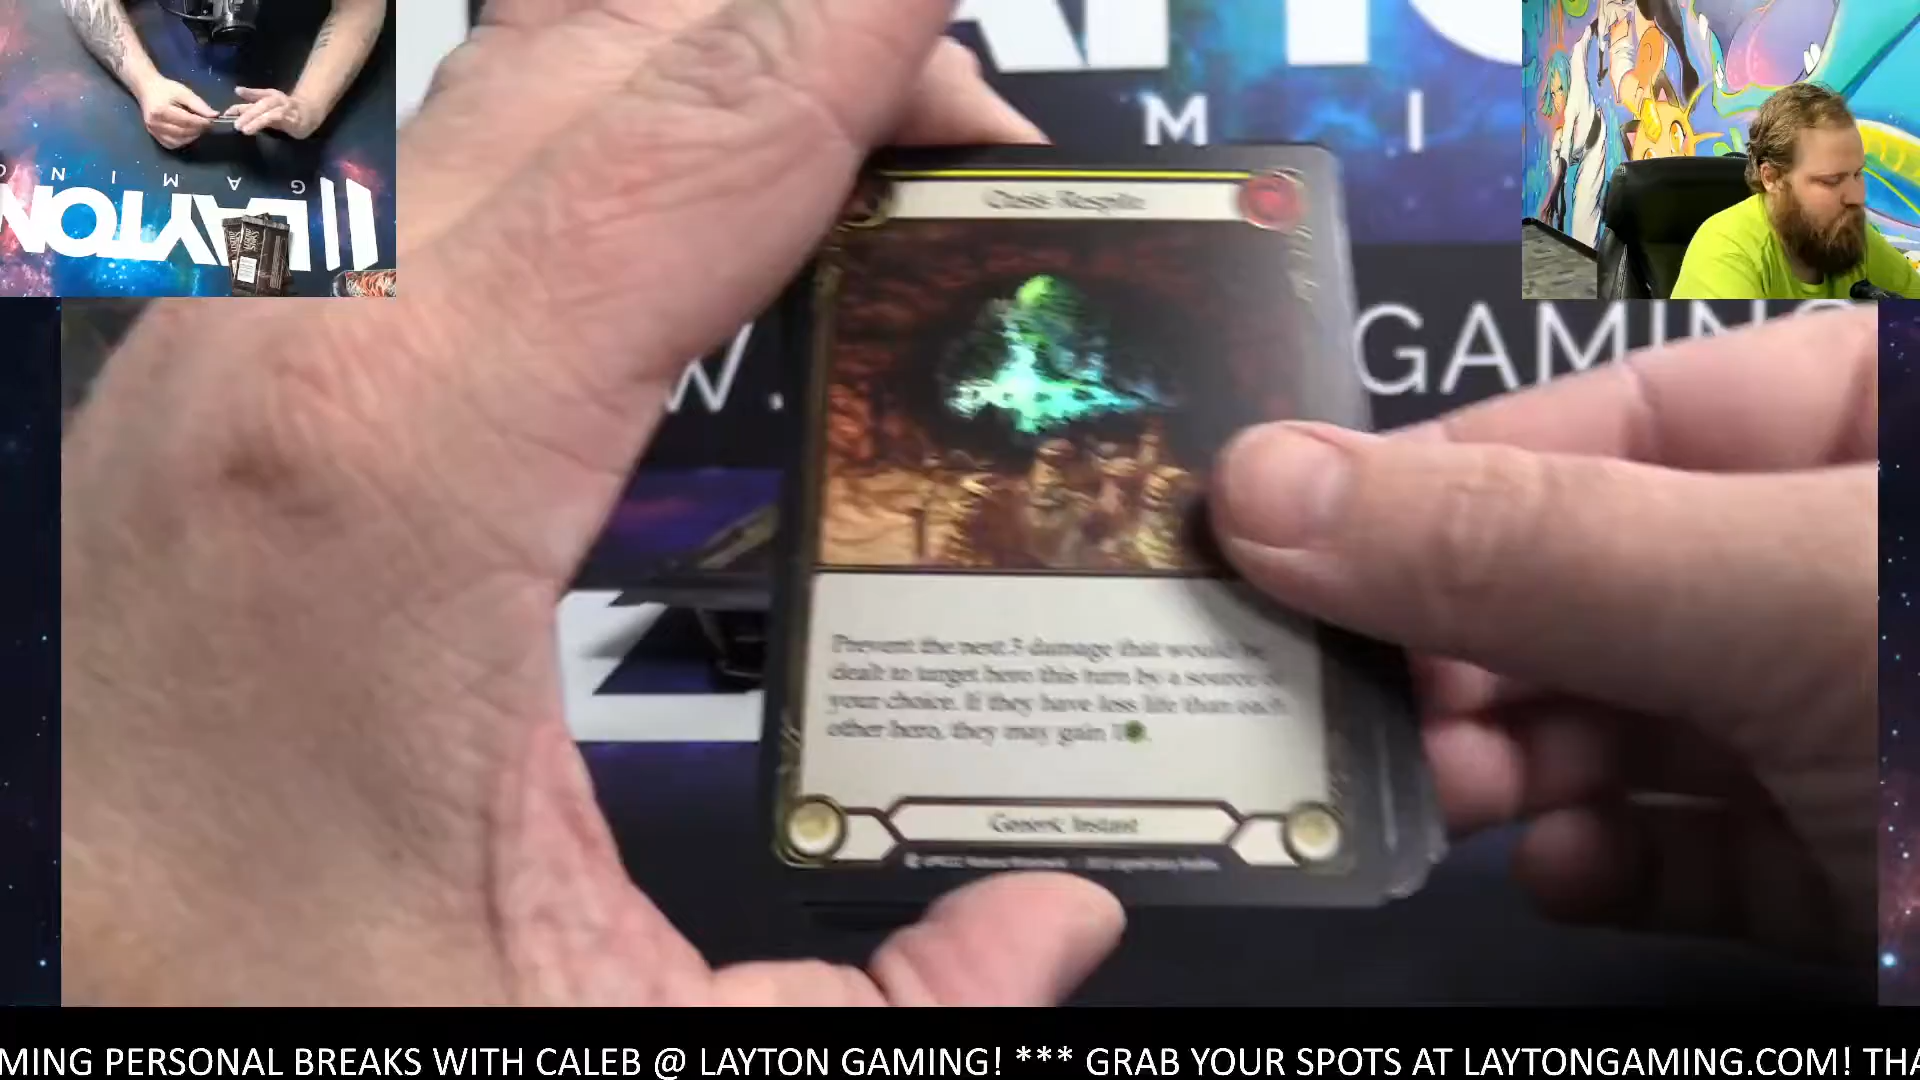 LAYTON
GAMIN
M I
W.
GAMING
Oasis Respite
Prevent the next 3 damage that would be
dealt to target hero this turn by a source of
your choice. If they have less life than each
other hero, they may gain 1
Generic Instant
MING PERSONAL BREAKS WITH CALEB @ LAYTON GAMING! *** GRAB YOUR SPOTS AT LAYTONGAMING.COM! THA